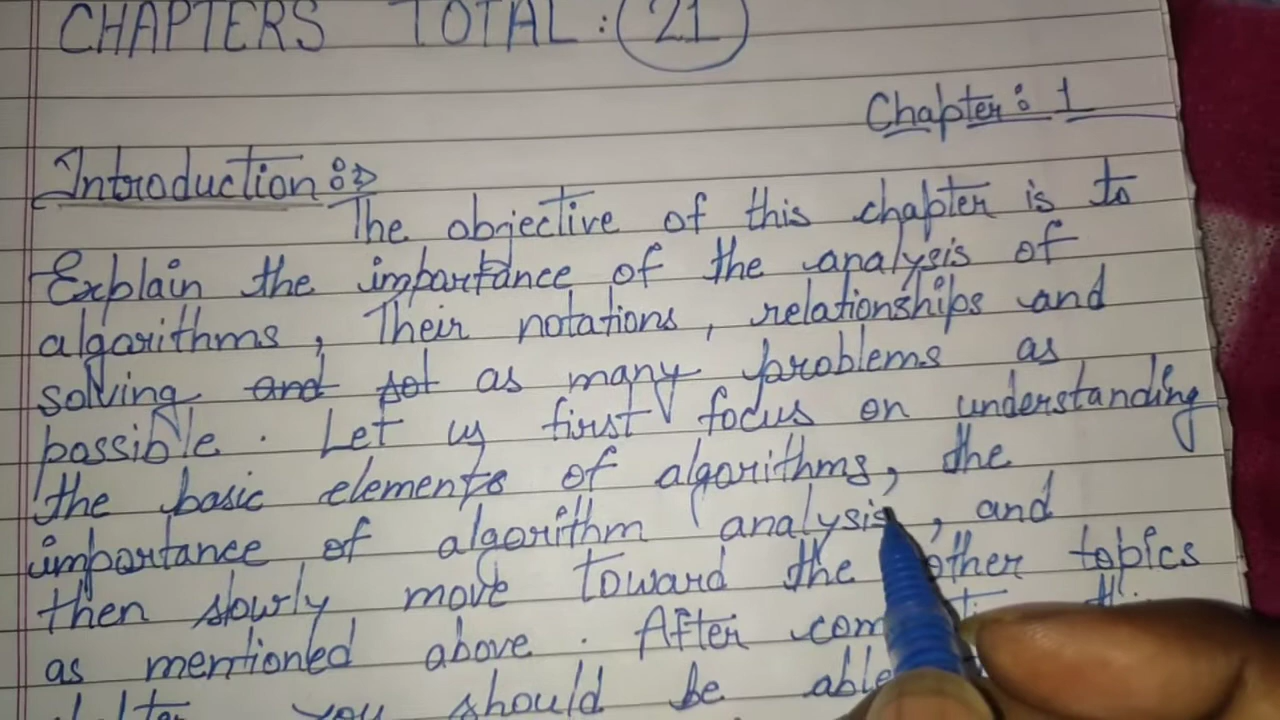 CHAPTERS TOTAL : 21
Chapter : 1
Introduction :
The objective of this chapter is to
Explain the importance of the analysis of
algorithms, Their notations, relationships and
solving and sol as many problems as
possible. Let us first focus on understanding
the basic elements of algorithms, the
importance of algorithm analysis, and
then slowly move toward the other topics
as mentioned above. After
you should be able